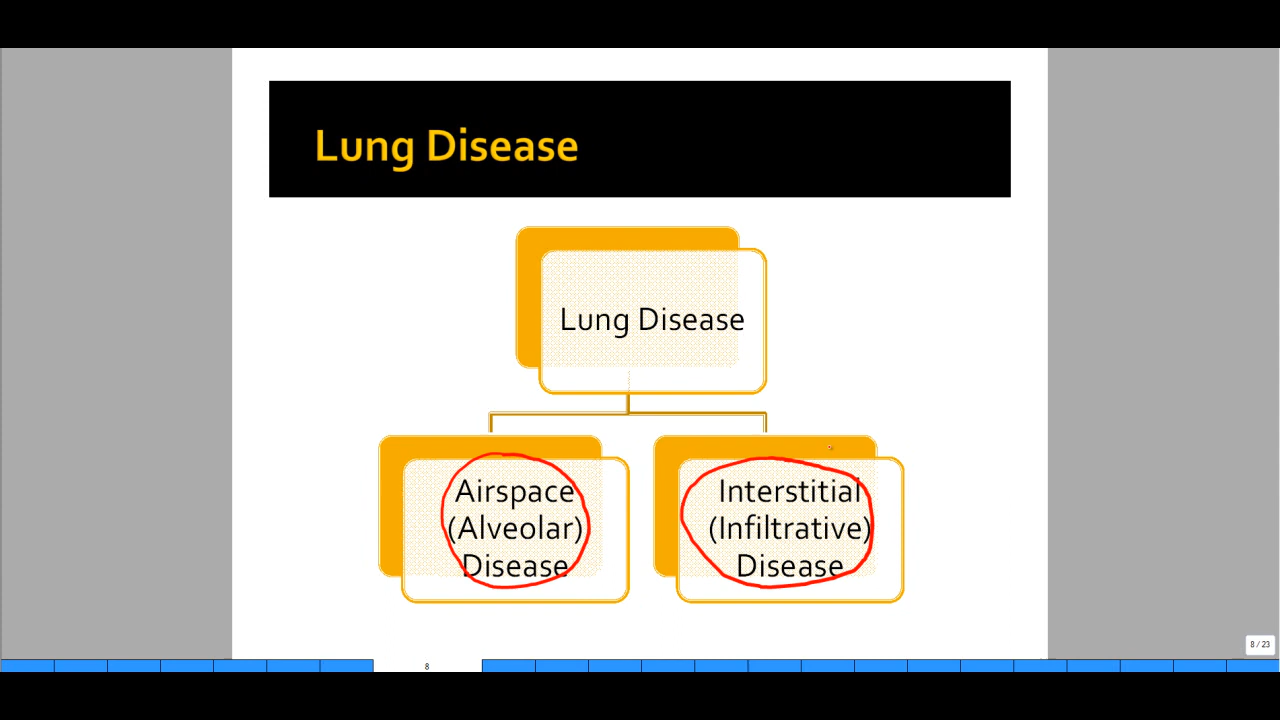 Lung Disease
Lung Disease
Airspace
(Alveolar)
Disease
Interstitial
(Infiltrative)
Disease
8 / 23
8